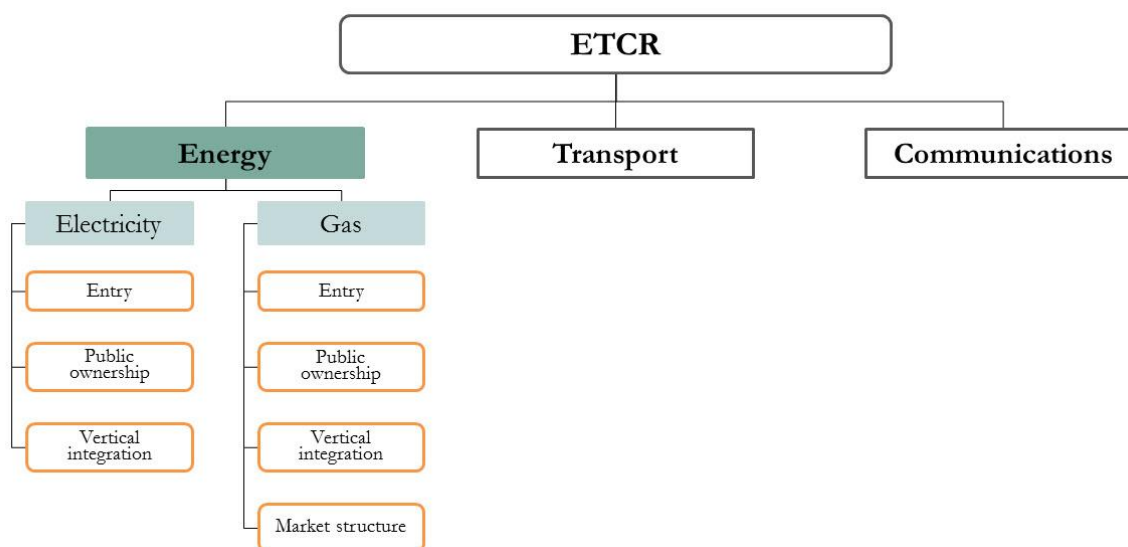 ETCR
Energy
Transport
Communications
Electricity
Gas
Entry
Entry
Public
ownership
Public
ownership
Vertical
integration
Vertical
integration
Market structure